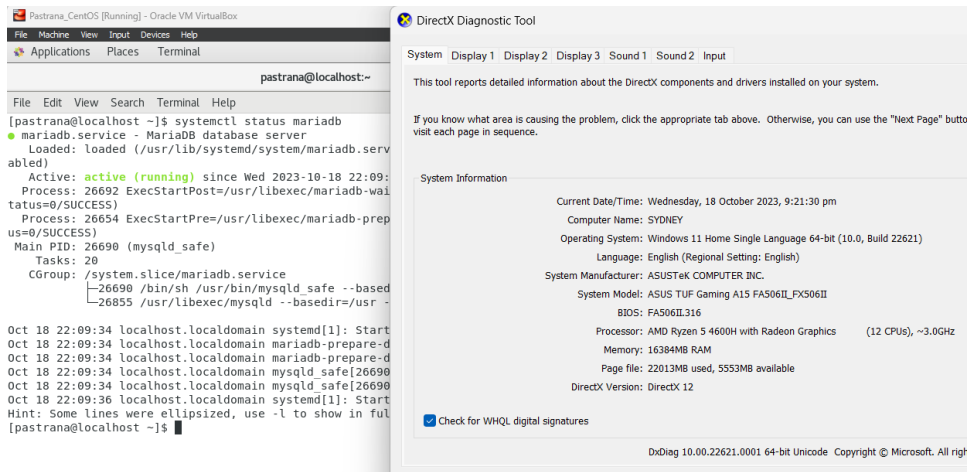 Pastrana_CentOS [Running] - Oracle VM VirtualBox
File Machine View Input Devices Help
Applications Places Terminal
pastrana@localhost:~
File Edit View Search Terminal Help
[pastrana@localhost ~]$ systemctl status mariadb
● mariadb.service - MariaDB database server
Loaded: loaded (/usr/lib/systemd/system/mariadb.serv
abled)
Active: active (running) since Wed 2023-10-18 22:09:
Process: 26692 ExecStartPost=/usr/libexec/mariadb-wai
tatus=0/SUCCESS)
Process: 26654 ExecStartPre=/usr/libexec/mariadb-prep
us=0/SUCCESS)
Main PID: 26690 (mysqld_safe)
Tasks: 20
CGroup: /system.slice/mariadb.service
├─26690 /bin/sh /usr/bin/mysqld_safe --based
└─26855 /usr/libexec/mysqld --basedir=/usr -
Oct 18 22:09:34 localhost.localdomain systemd[1]: Start
Oct 18 22:09:34 localhost.localdomain mariadb-prepare-d
Oct 18 22:09:34 localhost.localdomain mariadb-prepare-d
Oct 18 22:09:34 localhost.localdomain mysqld_safe[26690
Oct 18 22:09:34 localhost.localdomain mysqld_safe[26690
Oct 18 22:09:36 localhost.localdomain systemd[1]: Start
Hint: Some lines were ellipsized, use -l to show in ful
[pastrana@localhost ~]$
DirectX Diagnostic Tool
System Display 1 Display 2 Display 3 Sound 1 Sound 2 Input
This tool reports detailed information about the DirectX components and drivers installed on your system.
If you know what area is causing the problem, click the appropriate tab above. Otherwise, you can use the "Next Page" butto
visit each page in sequence.
System Information
Current Date/Time: Wednesday, 18 October 2023, 9:21:30 pm
Computer Name: SYDNEY
Operating System: Windows 11 Home Single Language 64-bit (10.0, Build 22621)
Language: English (Regional Setting: English)
System Manufacturer: ASUSTeK COMPUTER INC.
System Model: ASUS TUF Gaming A15 FA506II_FX506II
BIOS: FA506II.316
Processor: AMD Ryzen 5 4600H with Radeon Graphics (12 CPUs), ~3.0GHz
Memory: 16384MB RAM
Page file: 22013MB used, 5553MB available
DirectX Version: DirectX 12
Check for WHQL digital signatures
DxDiag 10.00.22621.0001 64-bit Unicode Copyright © Microsoft. All righ